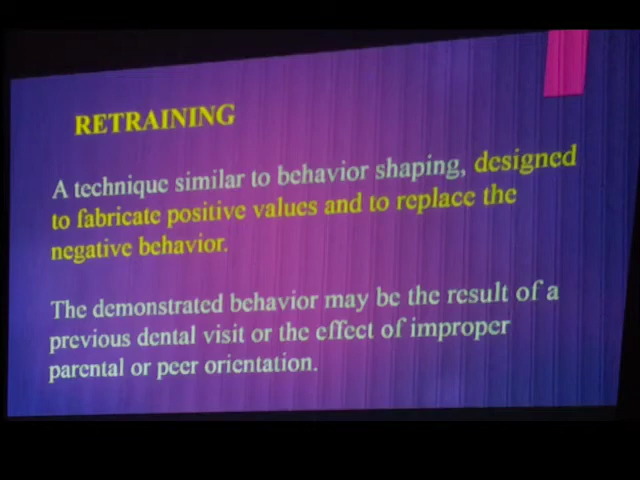 RETRAINING
A technique similar to behavior shaping, designed
to fabricate positive values and to replace the
negative behavior.
The demonstrated behavior may be the result of a
previous dental visit or the effect of improper
parental or peer orientation.